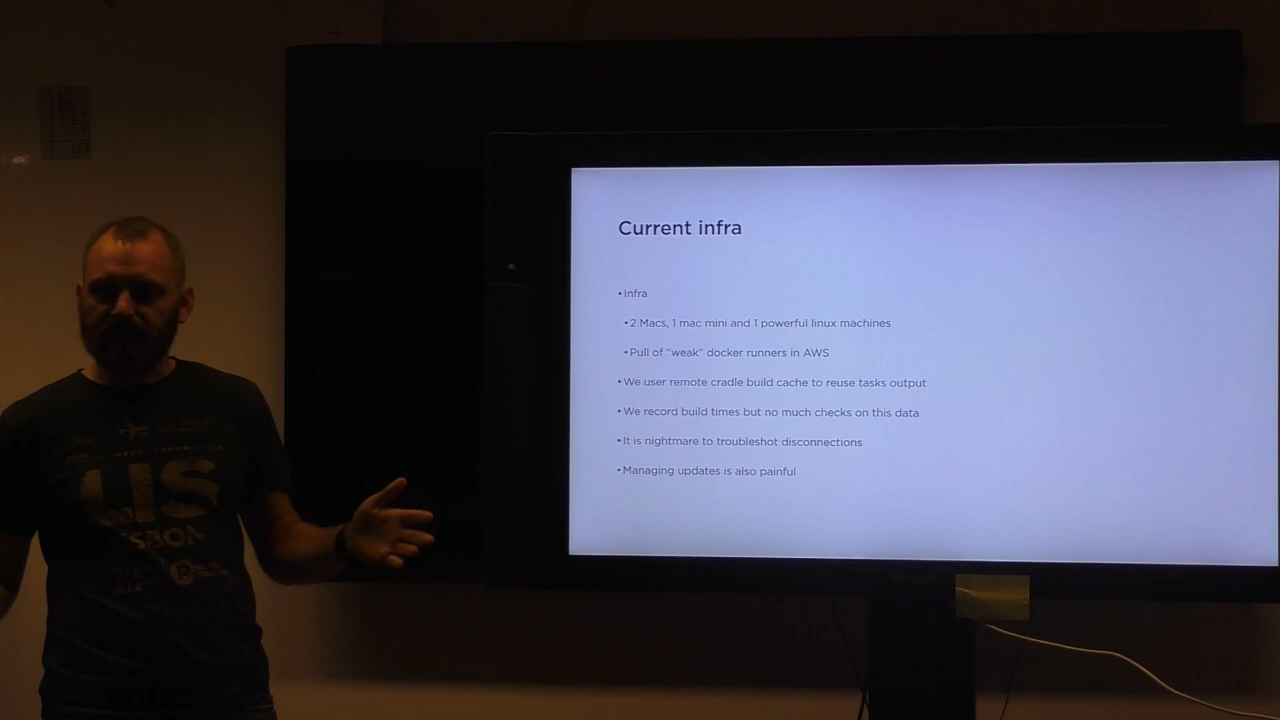 Current infra
•Infra
•2 Macs, 1 mac mini and 1 powerful linux machines
•Pull of "weak" docker runners in AWS
•We user remote cradle build cache to reuse tasks output
•We record build times but no much checks on this data
•It is nightmare to troubleshot disconnections
•Managing updates is also painful
LIS